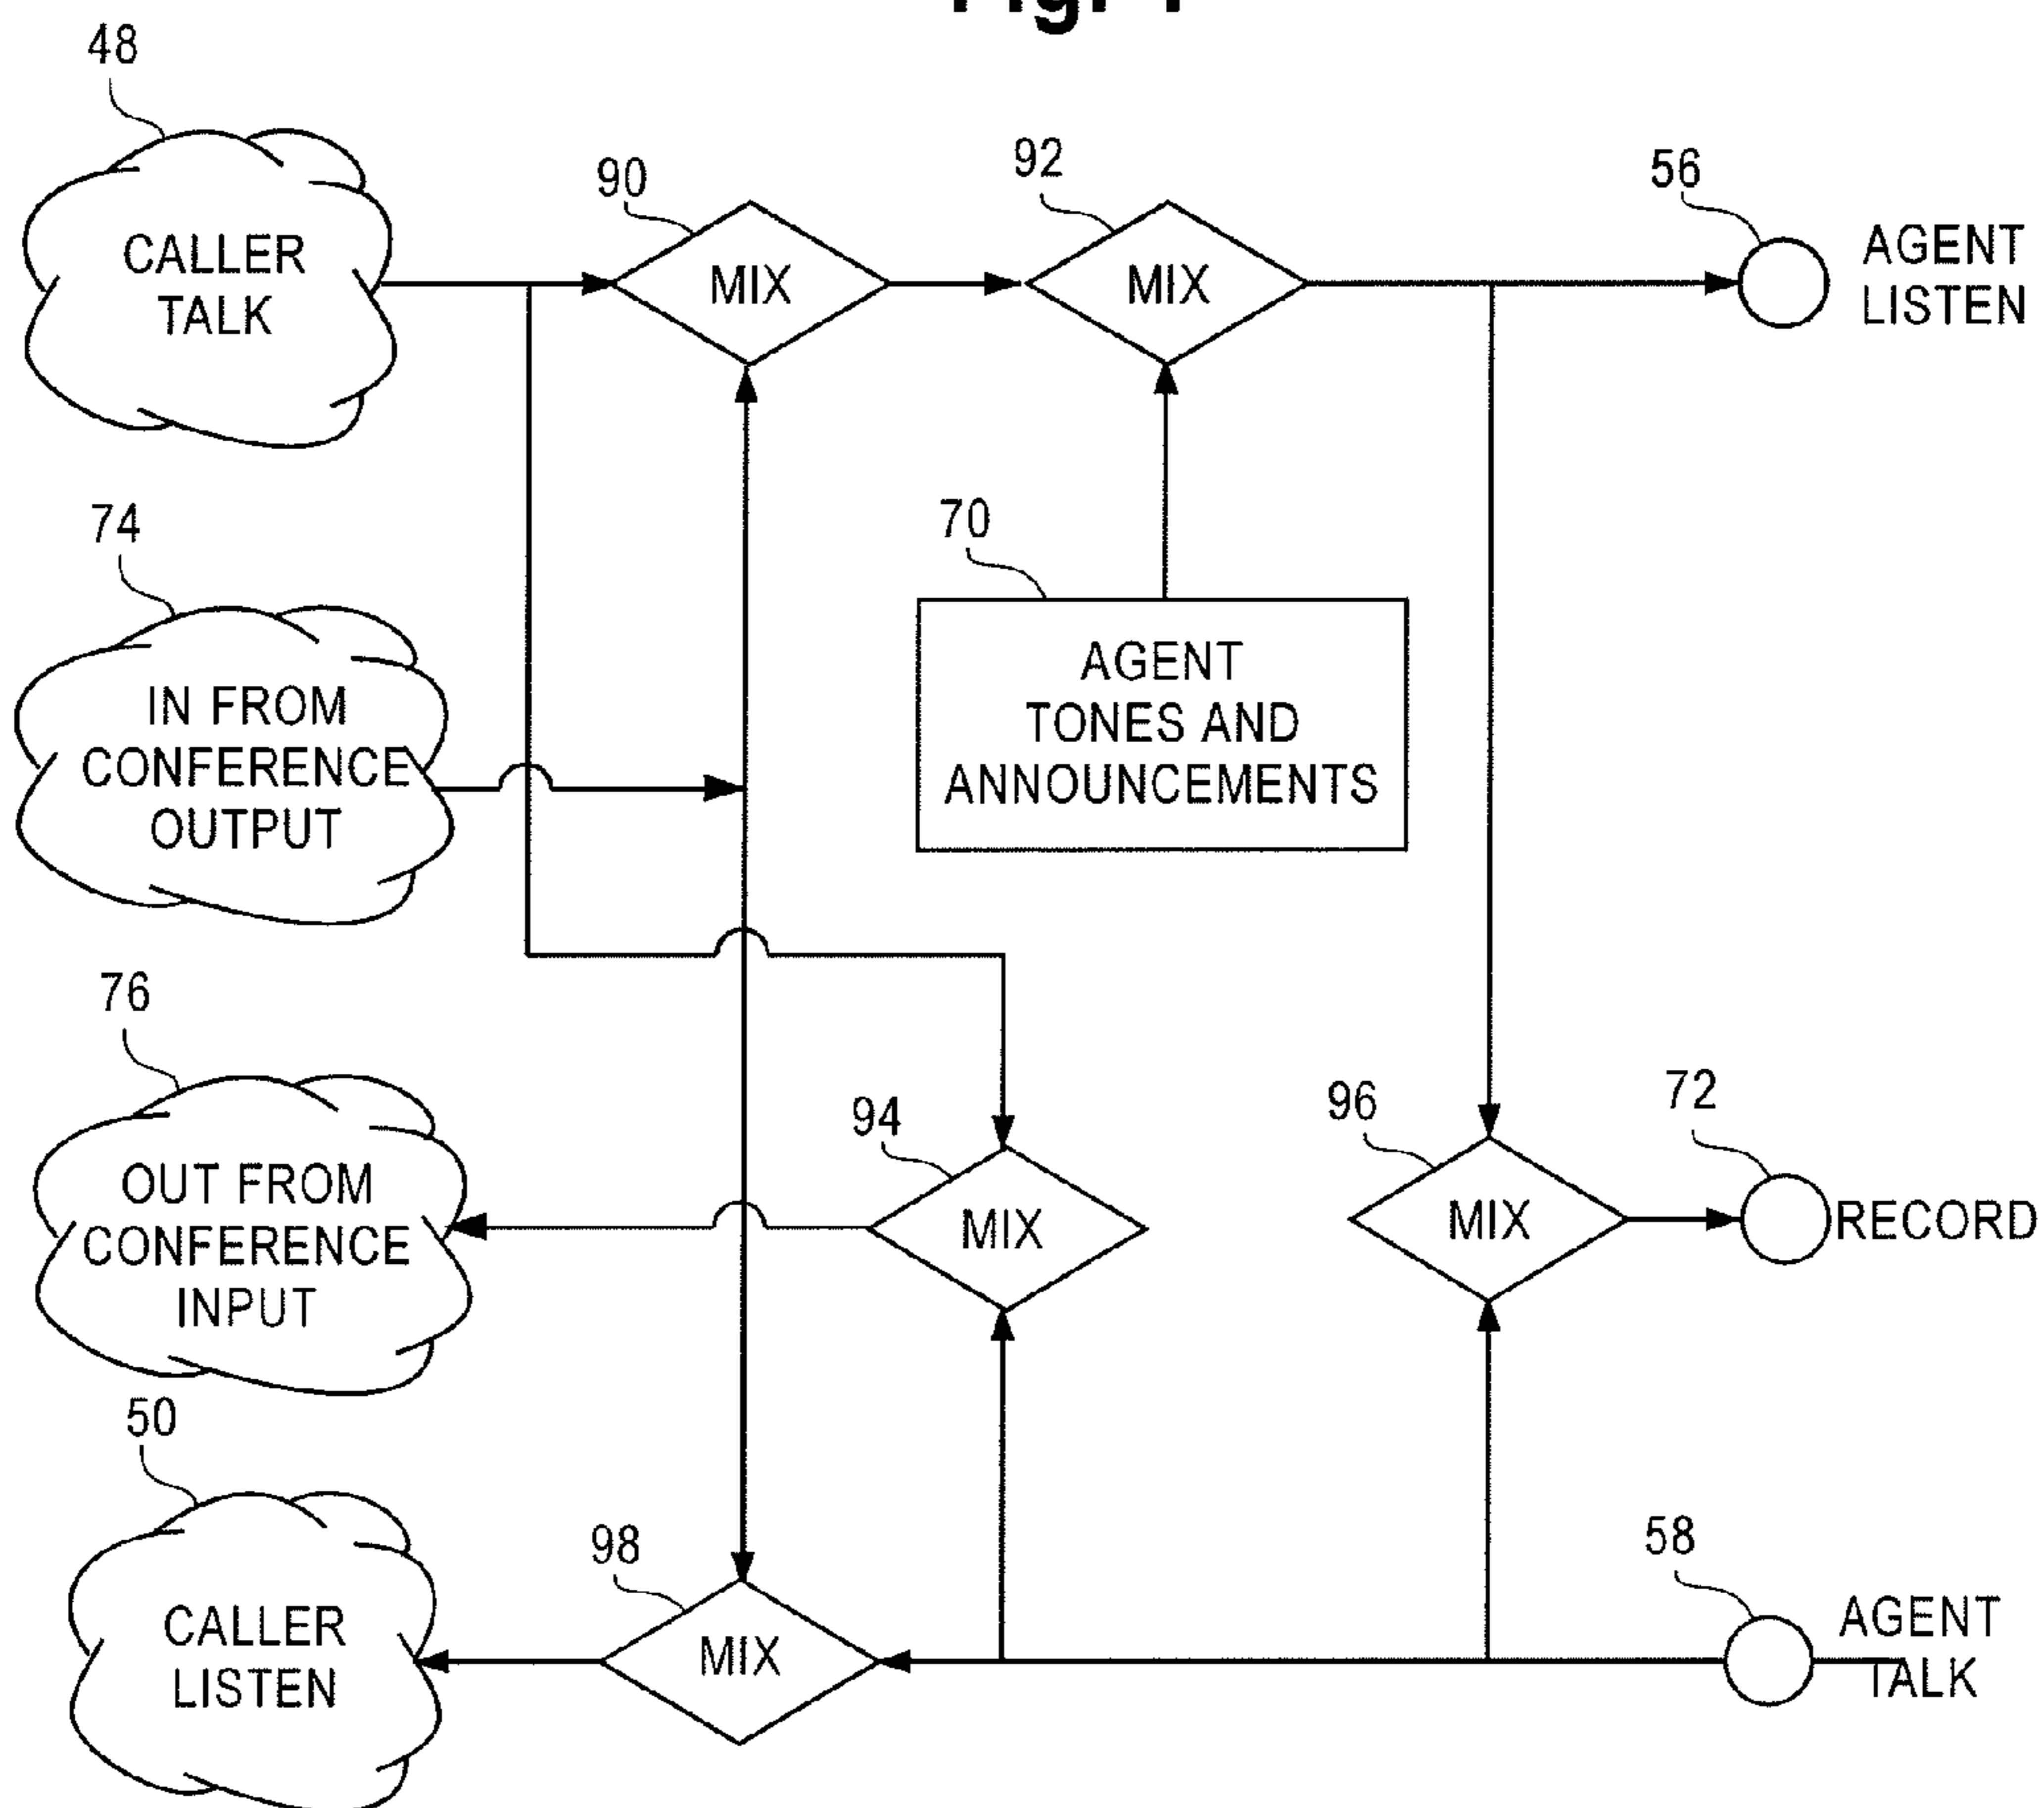 48
CALLER
TALK
90
MIX
92
MIX
56
AGENT
LISTEN
74
IN FROM
CONFERENCE
OUTPUT
70
AGENT
TONES AND
ANNOUNCEMENTS
76
OUT FROM
CONFERENCE
INPUT
94
MIX
96
MIX
72
RECORD
50
CALLER
LISTEN
98
MIX
58
AGENT
TALK